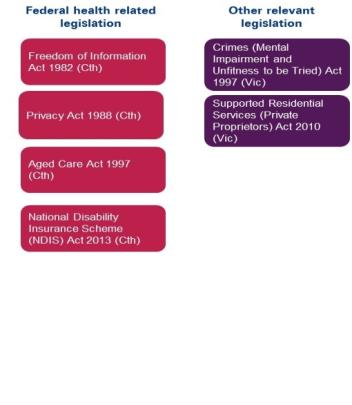 Federal health related
legislation
Freedom of Information
Act 1982 (Cth)
Privacy Act 1988 (Cth)
Aged Care Act 1997
(Cth)
National Disability
Insurance Scheme
(NDIS) Act 2013 (Cth)
Other relevant
legislation
Crimes (Mental
Impairment and
Unfitness to be Tried) Act
1997 (Vic)
Supported Residential
Services (Private
Proprietors) Act 2010
(Vic)